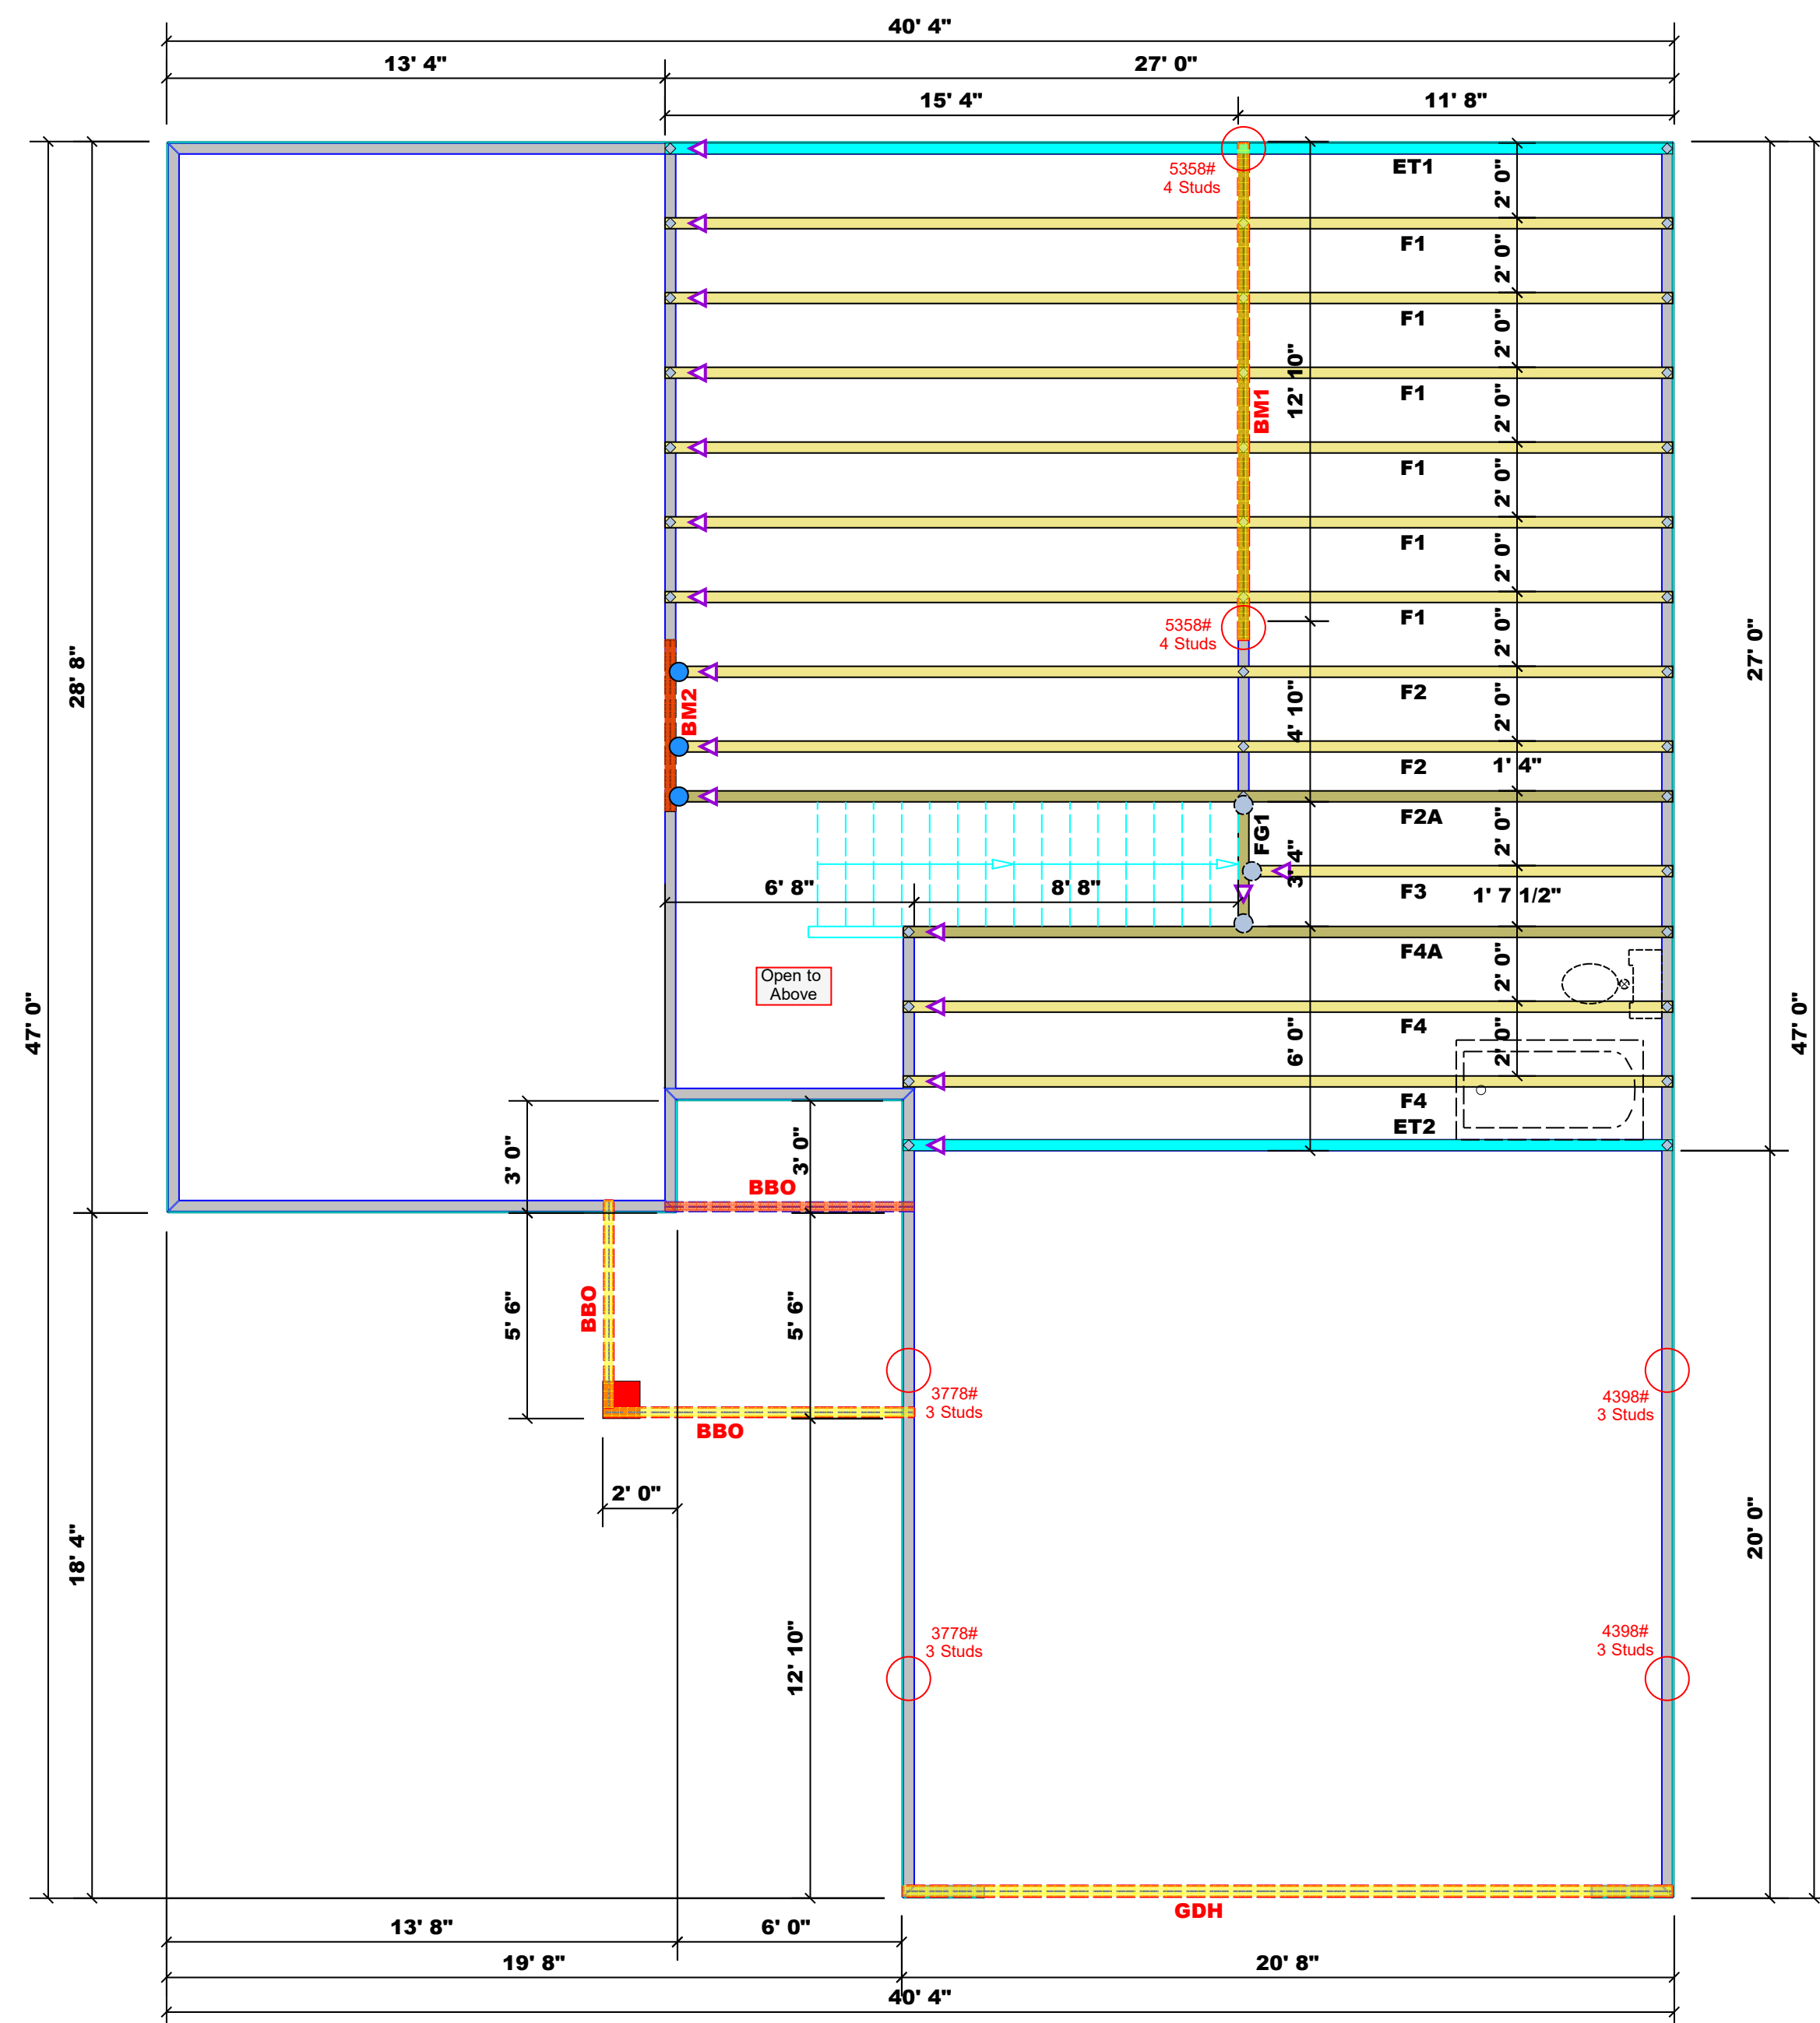 40' 4"
13' 4"
27' 0"
15' 4"
11' 8"
5358#
4 Studs
ET1
2' 0"
F1
2' 0"
F1
2' 0"
F1
2' 0"
12' 10"
BM1
F1
2' 0"
F1
2' 0"
F1
2' 0"
5358#
4 Studs
28' 8"
27' 0"
BM2
4' 10"
F2
2' 0"
F2
1' 4"
F2A
2' 0"
FG1
3' 4"
6' 8"
8' 8"
F3
1' 7 1/2"
F4A
2' 0"
Open to
Above
47' 0"
47' 0"
6' 0"
F4
2' 0"
F4
ET2
3' 0"
3' 0"
BBO
5' 6"
BBO
5' 6"
3778#
3 Studs
4398#
3 Studs
BBO
2' 0"
18' 4"
20' 0"
12' 10"
3778#
3 Studs
4398#
3 Studs
GDH
13' 8"
6' 0"
19' 8"
20' 8"
40' 4"